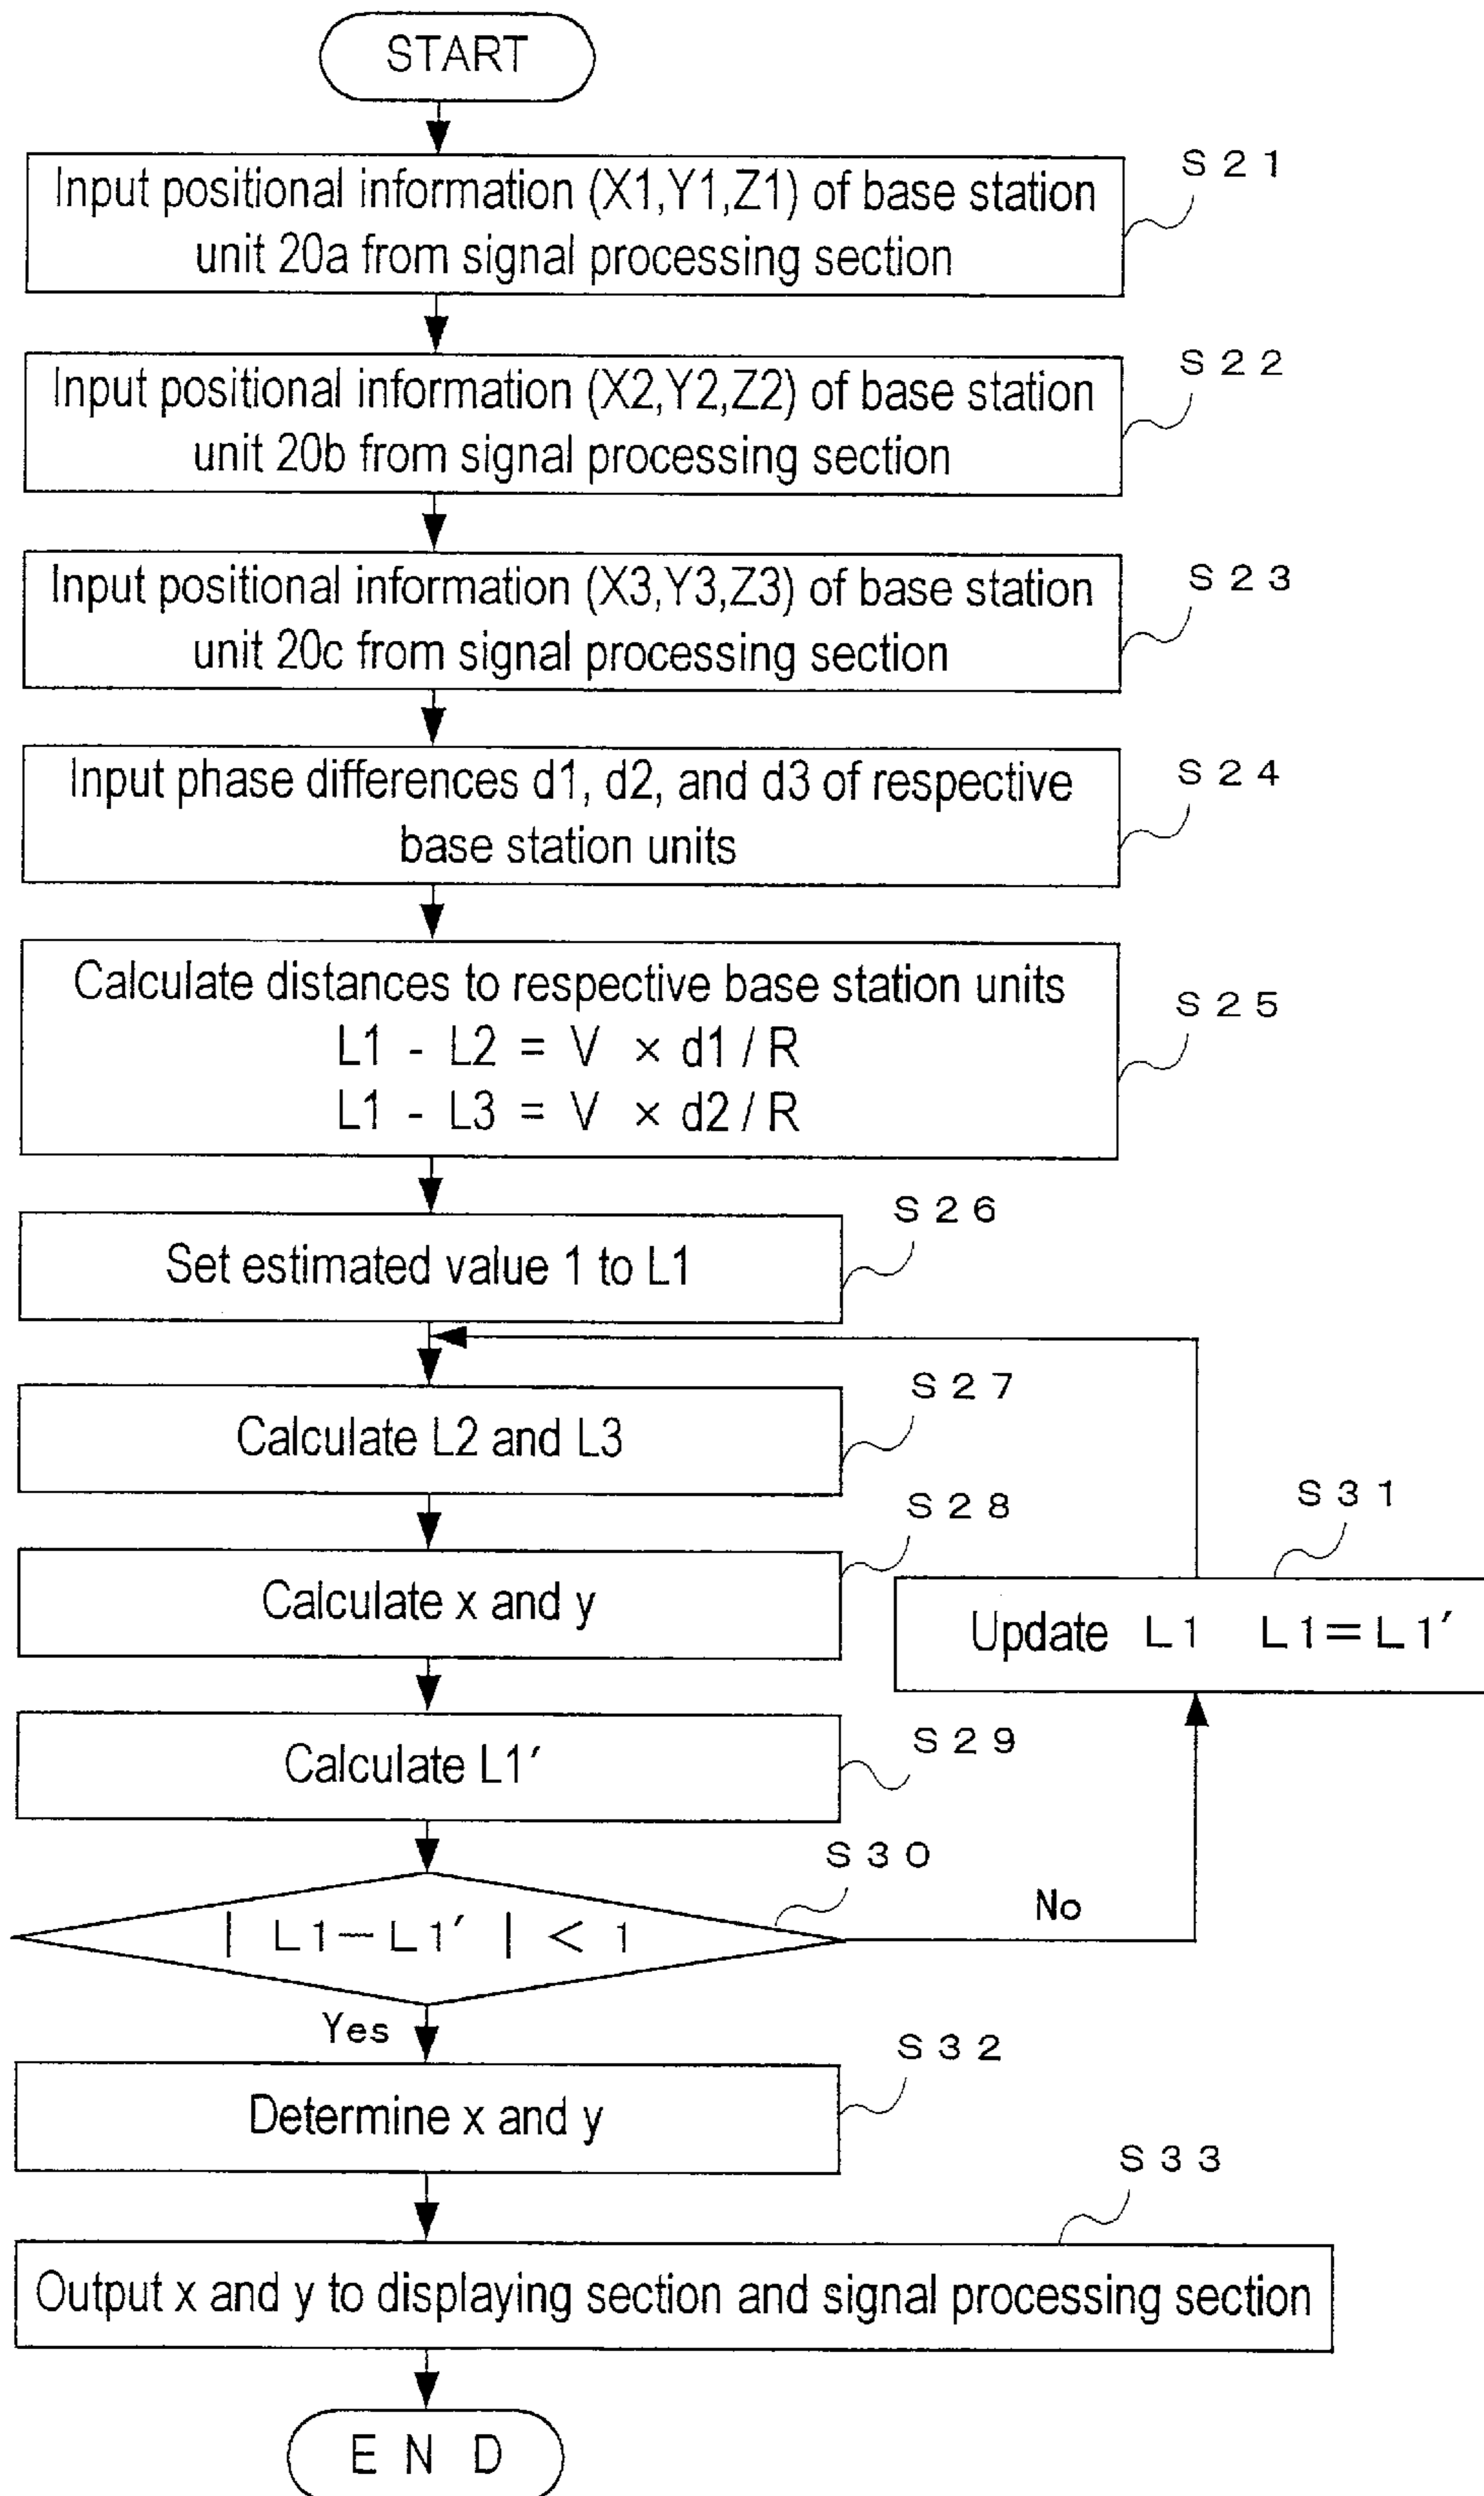 START
S21
Input positional information (X1,Y1,Z1) of base station
unit 20a from signal processing section
S22
Input positional information (X2,Y2,Z2) of base station
unit 20b from signal processing section
S23
Input positional information (X3,Y3,Z3) of base station
unit 20c from signal processing section
S24
Input phase differences d1, d2, and d3 of respective
base station units
S25
Calculate distances to respective base station units
L1 - L2 = V × d1/R
L1 - L3 = V × d2/R
S26
Set estimated value 1 to L1
S27
Calculate L2 and L3
S28
Calculate x and y
S31
Update L1 L1=L1′
S29
Calculate L1′
S30
| L1−L1′ | < 1
No
Yes
S32
Determine x and y
S33
Output x and y to displaying section and signal processing section
END